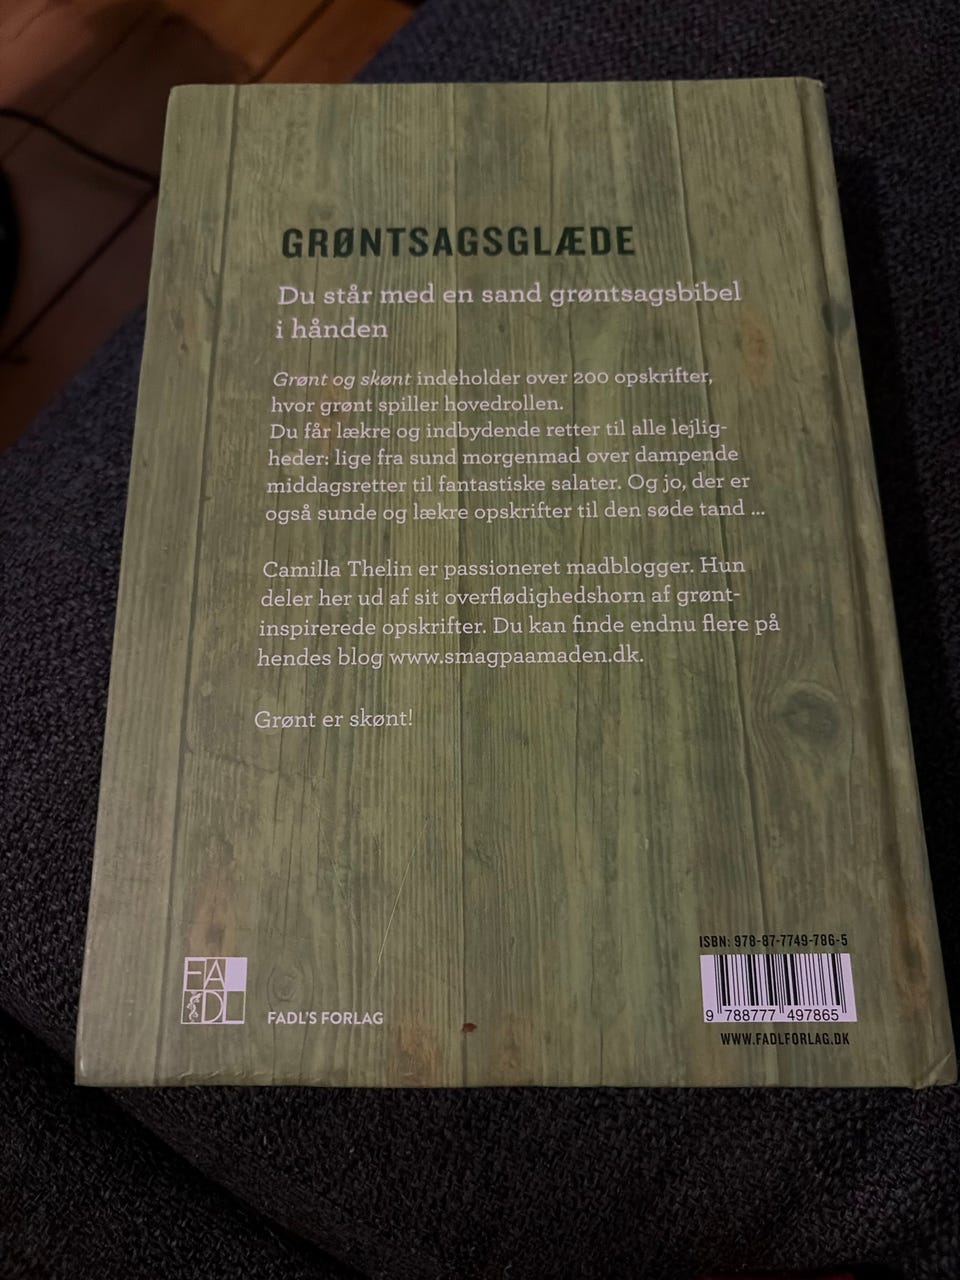 GRØNTSAGSGLÆDE
Du står med en sand grøntsagsbibel
i hånden
Grønt og skønt indeholder over 200 opskrifter,
hvor grønt spiller hovedrollen.
Du får lækre og indbydende retter til alle lejlig-
heder: lige fra sund morgenmad over dampende
middagsretter til fantastiske salater. Og jo, der er
også sunde og lækre opskrifter til den søde tand ...
Camilla Thelin er passioneret madblogger. Hun
deler her ud af sit overflødighedshorn af grønt-
inspirerede opskrifter. Du kan finde endnu flere på
hendes blog www.smagpaamaden.dk.
Grønt er skønt!
FA
DL
FADL'S FORLAG
ISBN: 978-87-7749-786-5
9 788777 497865
WWW.FADLFORLAG.DK